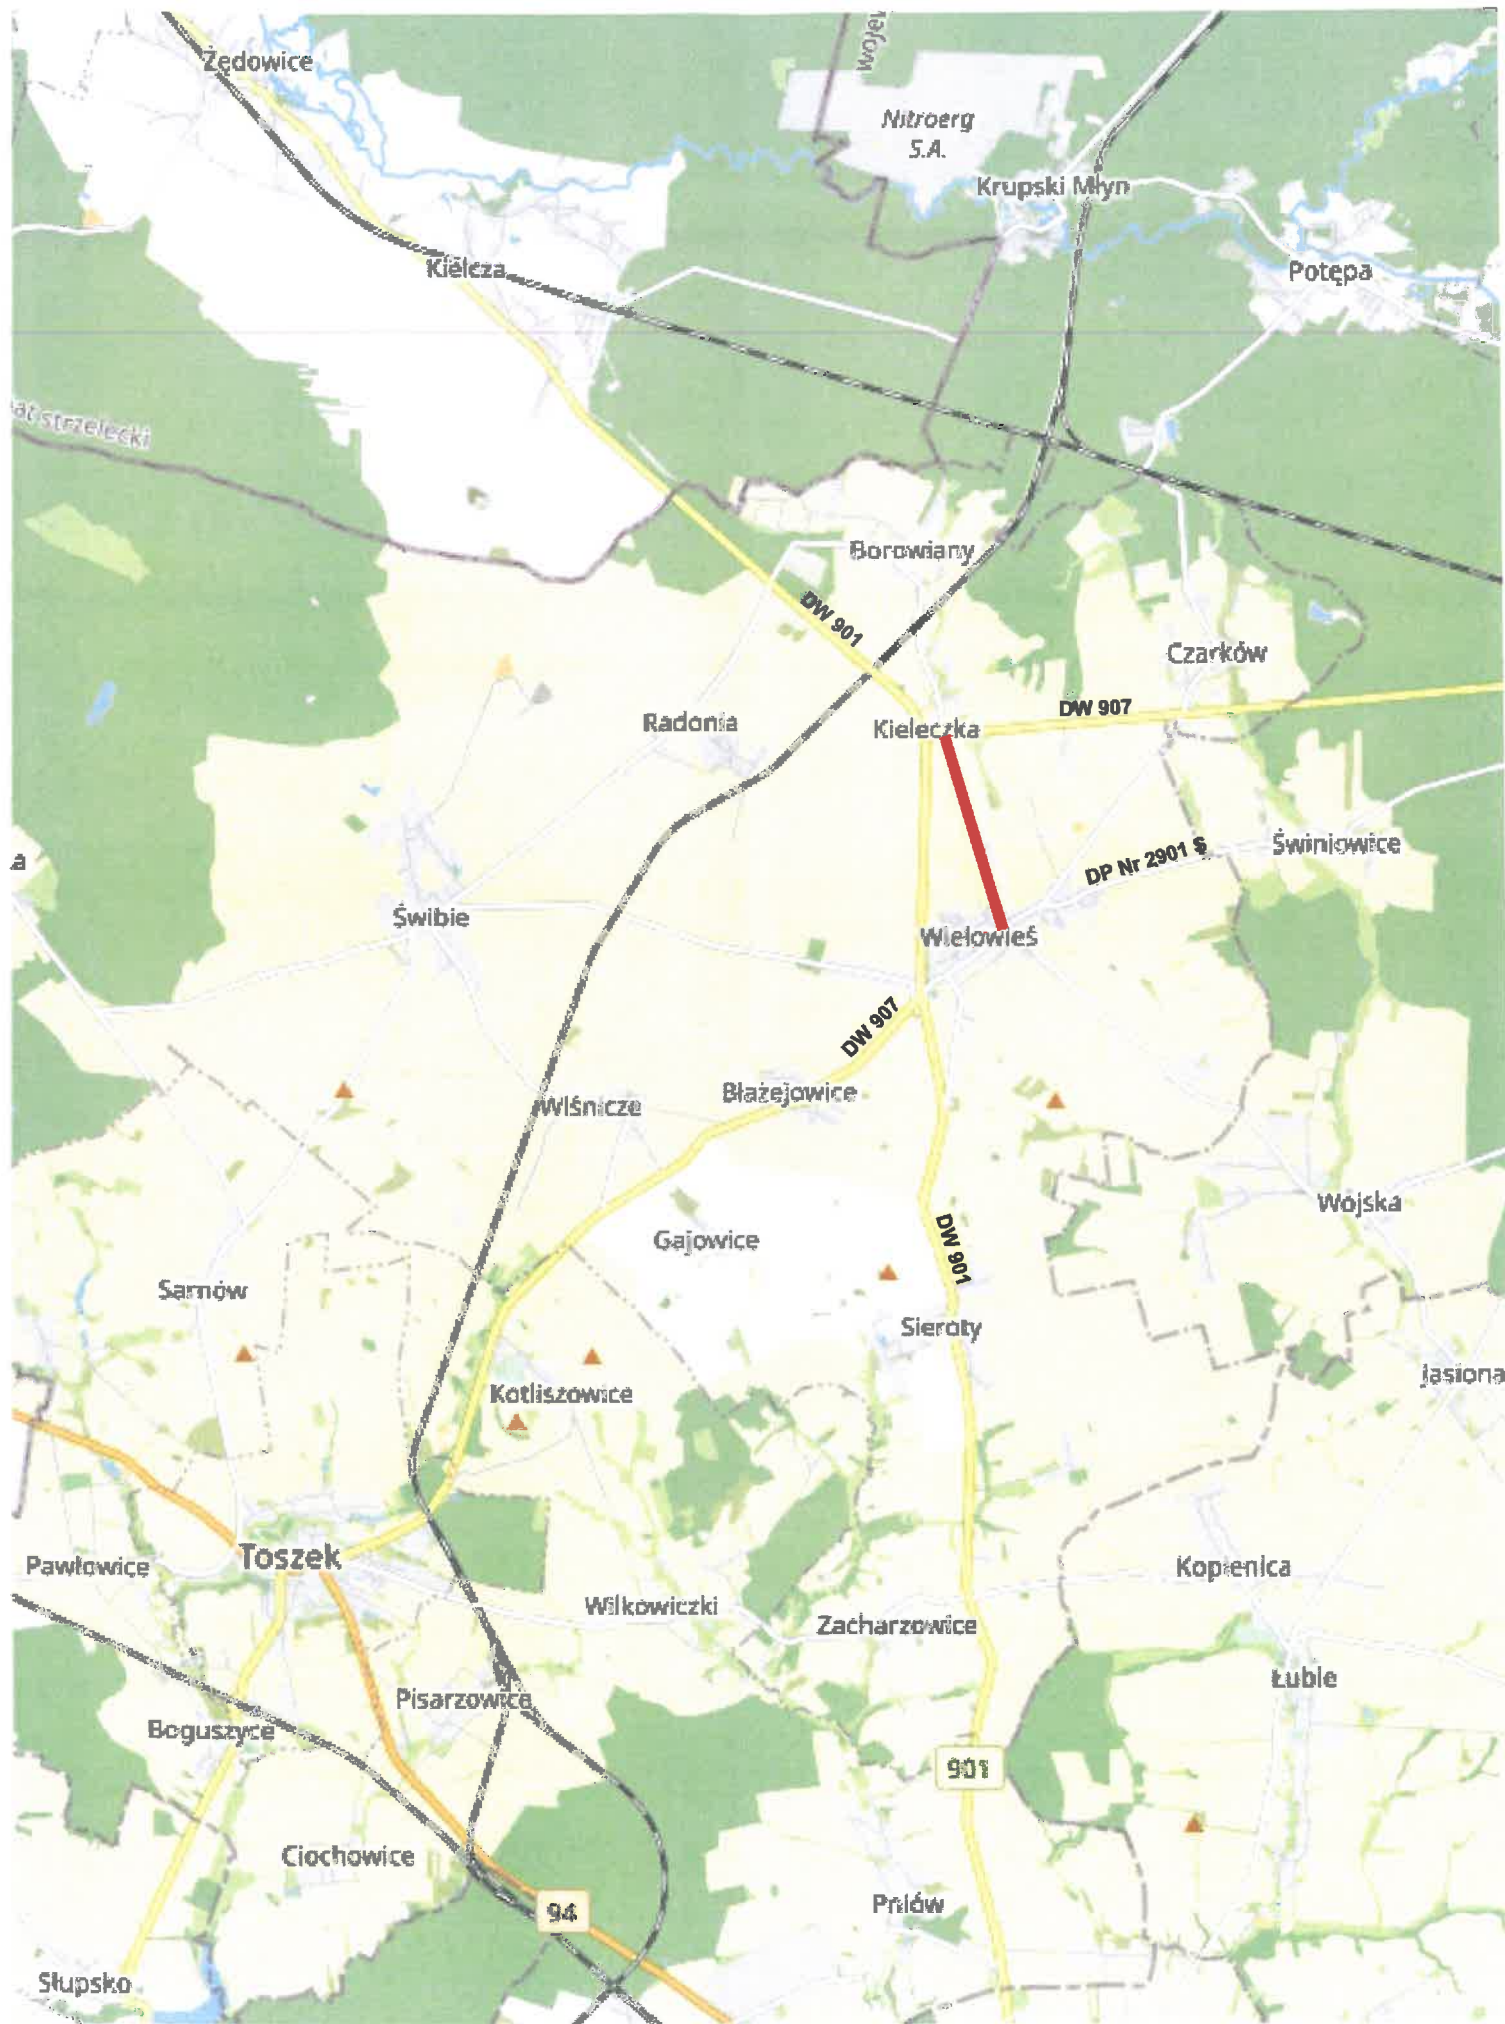 Żędowice
wojew
Nitroerg
S.A.
Krupski Młyn
Kielcza
Potępa
at strzelecki
Borowiany
DW 901
Czarków
DW 907
Radonia
Kieleczka
DP Nr 2901 S
Świniowice
a
Świbie
Wielowieś
DW 907
Błażejowice
Wiśnicze
Wojska
DW 901
Gajowice
Sarnów
Sieroty
Jasiona
Kotliszowice
Toszek
Pawłowice
Kopienica
Wilkowiczki
Zacharzowice
Łubie
Pisarzowice
Boguszyce
901
Ciochowice
Pniów
94
Słupsko